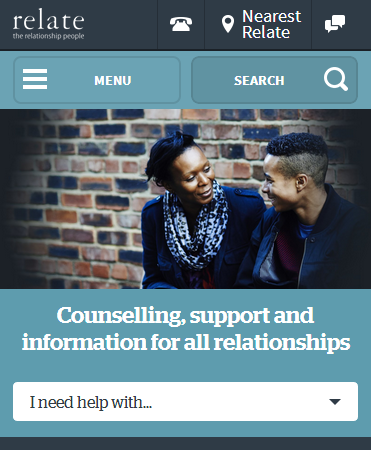 relate
the relationship people
Nearest
Relate
MENU
SEARCH
Counselling, support and
information for all relationships
I need help with...